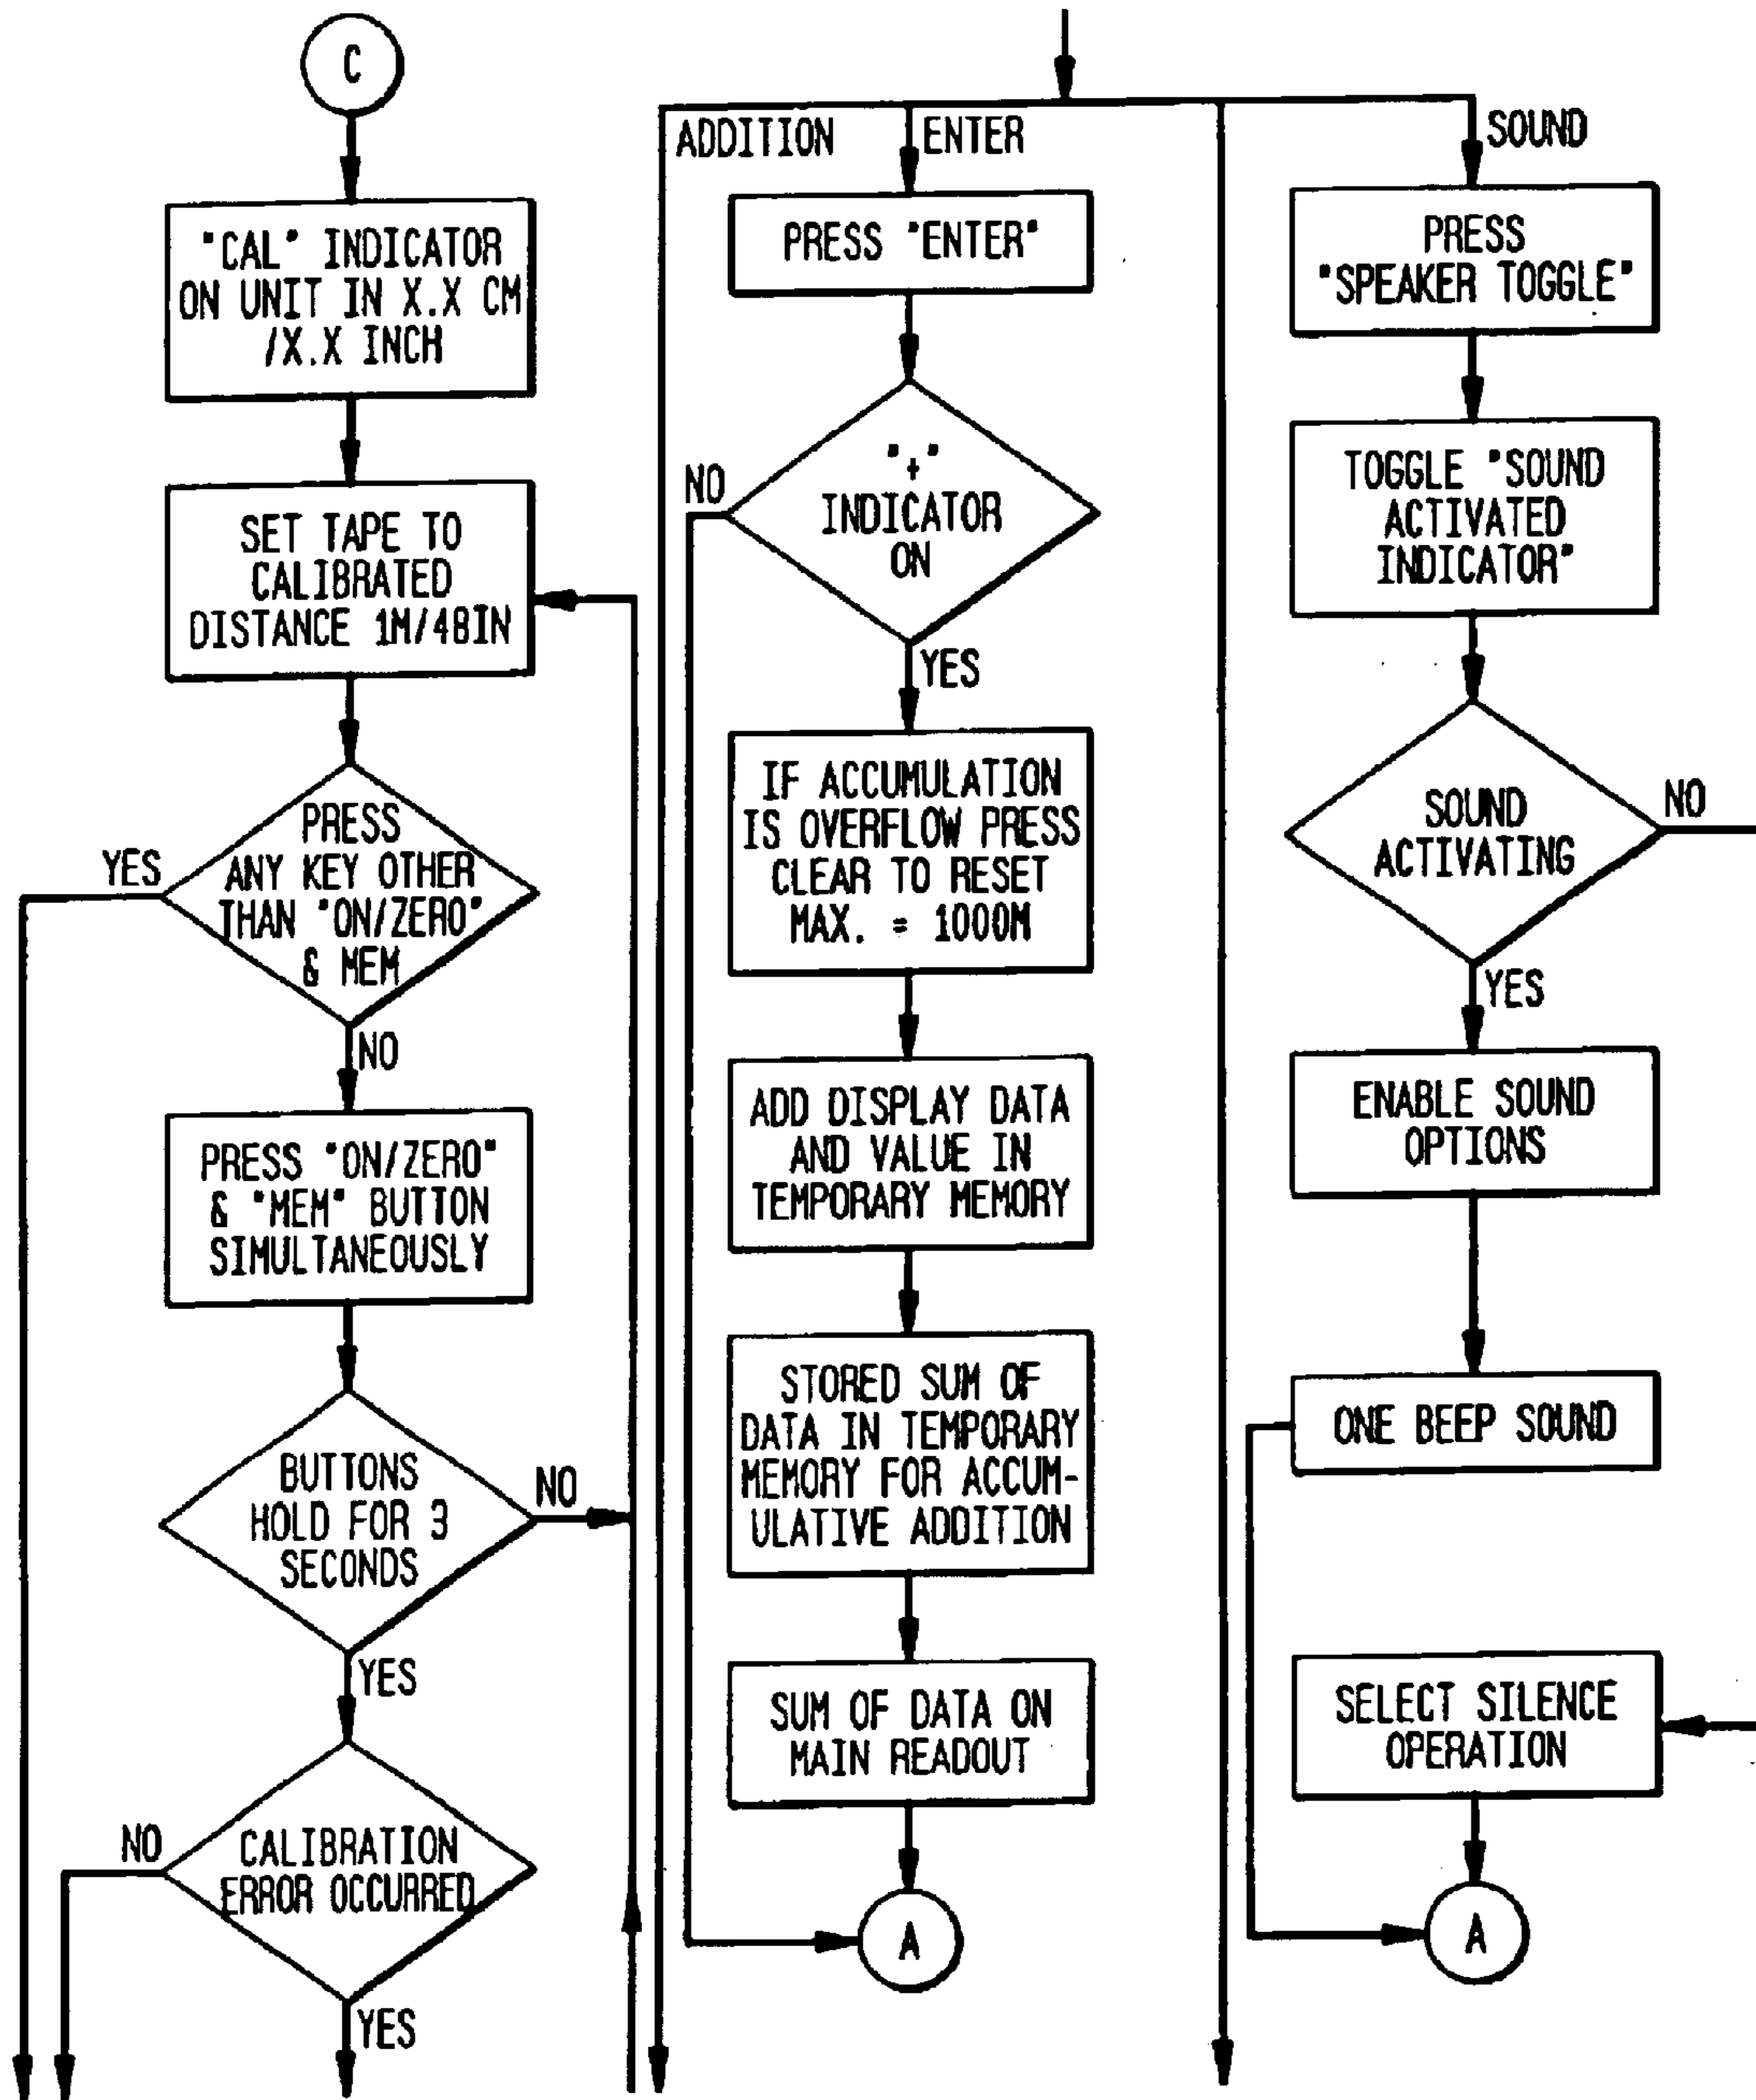 C
"CAL" INDICATOR
ON UNIT IN X.X CM
/X.X INCH
SET TAPE TO
CALIBRATED
DISTANCE 1M/48IN
PRESS
ANY KEY OTHER
THAN "ON/ZERO"
& MEM
YES
NO
PRESS "ON/ZERO"
& "MEM" BUTTON
SIMULTANEOUSLY
BUTTONS
HOLD FOR 3
SECONDS
NO
YES
CALIBRATION
ERROR OCCURRED
NO
YES
ADDITION
ENTER
PRESS "ENTER"
"+"
INDICATOR
ON
NO
YES
IF ACCUMULATION
IS OVERFLOW PRESS
CLEAR TO RESET
MAX. = 1000M
ADD DISPLAY DATA
AND VALUE IN
TEMPORARY MEMORY
STORED SUM OF
DATA IN TEMPORARY
MEMORY FOR ACCUM-
ULATIVE ADDITION
SUM OF DATA ON
MAIN READOUT
A
SOUND
PRESS
"SPEAKER TOGGLE"
TOGGLE "SOUND
ACTIVATED
INDICATOR"
SOUND
ACTIVATING
NO
YES
ENABLE SOUND
OPTIONS
ONE BEEP SOUND
SELECT SILENCE
OPERATION
A